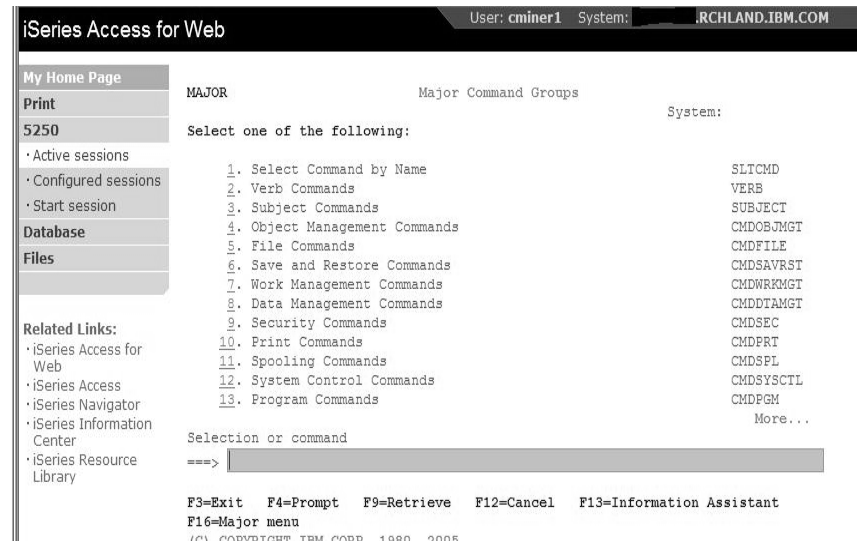 iSeries Access for Web
User: cminer1 System: .RCHLAND.IBM.COM
My Home Page
Print
5250
· Active sessions
· Configured sessions
· Start session
Database
Files
Related Links:
· iSeries Access for
Web
· iSeries Access
· iSeries Navigator
· iSeries Information
Center
· iSeries Resource
Library
MAJOR Major Command Groups
System:
Select one of the following:
1. Select Command by Name SLTCMD
2. Verb Commands VERB
3. Subject Commands SUBJECT
4. Object Management Commands CMDOBJMGT
5. File Commands CMDFILE
6. Save and Restore Commands CMDSAVRST
7. Work Management Commands CMDWRKMGT
8. Data Management Commands CMDDTAMGT
9. Security Commands CMDSEC
10. Print Commands CMDPRT
11. Spooling Commands CMDSPL
12. System Control Commands CMDSYSCTL
13. Program Commands CMDPGM
More...
Selection or command
===>
F3=Exit F4=Prompt F9=Retrieve F12=Cancel F13=Information Assistant
F16=Major menu
(C) COPYRIGHT IBM CORP. 1980, 2005.